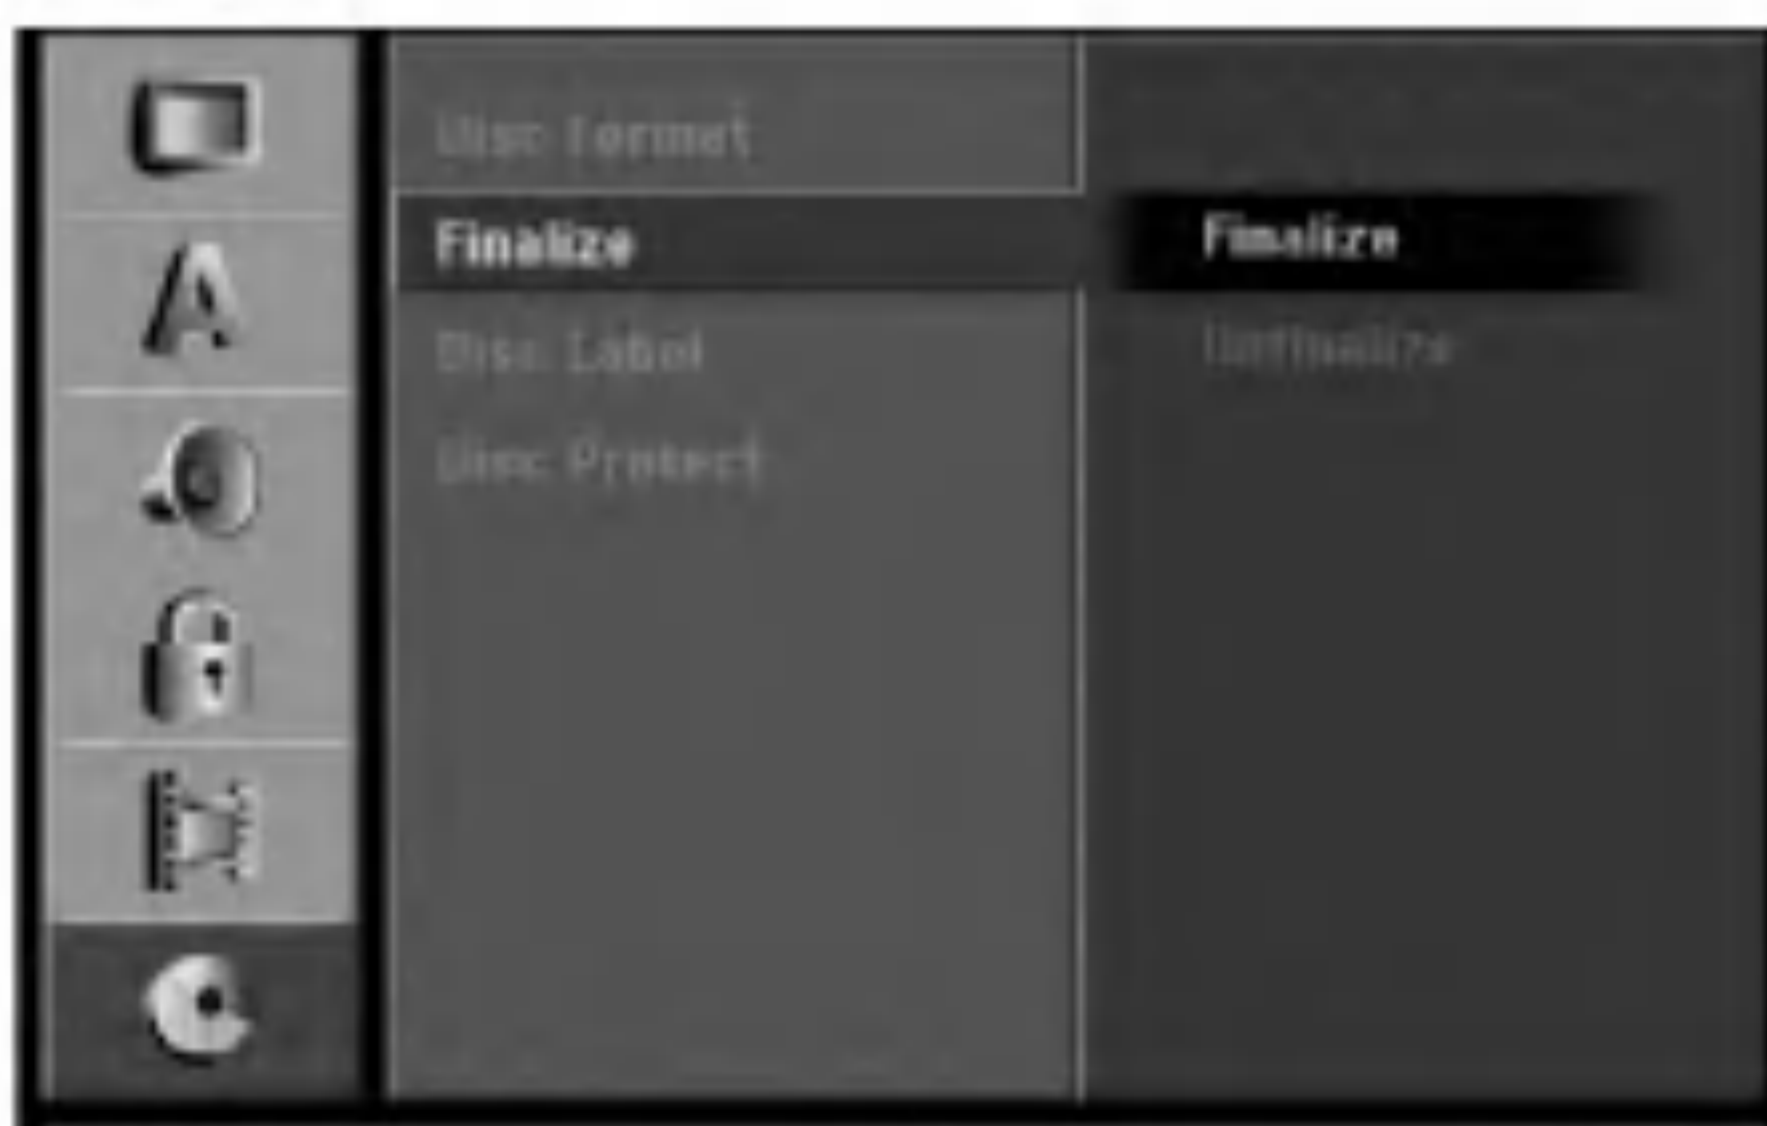 Disc Format
Finalize
Finalize
Disc Label
Unfinalize
Disc Protect